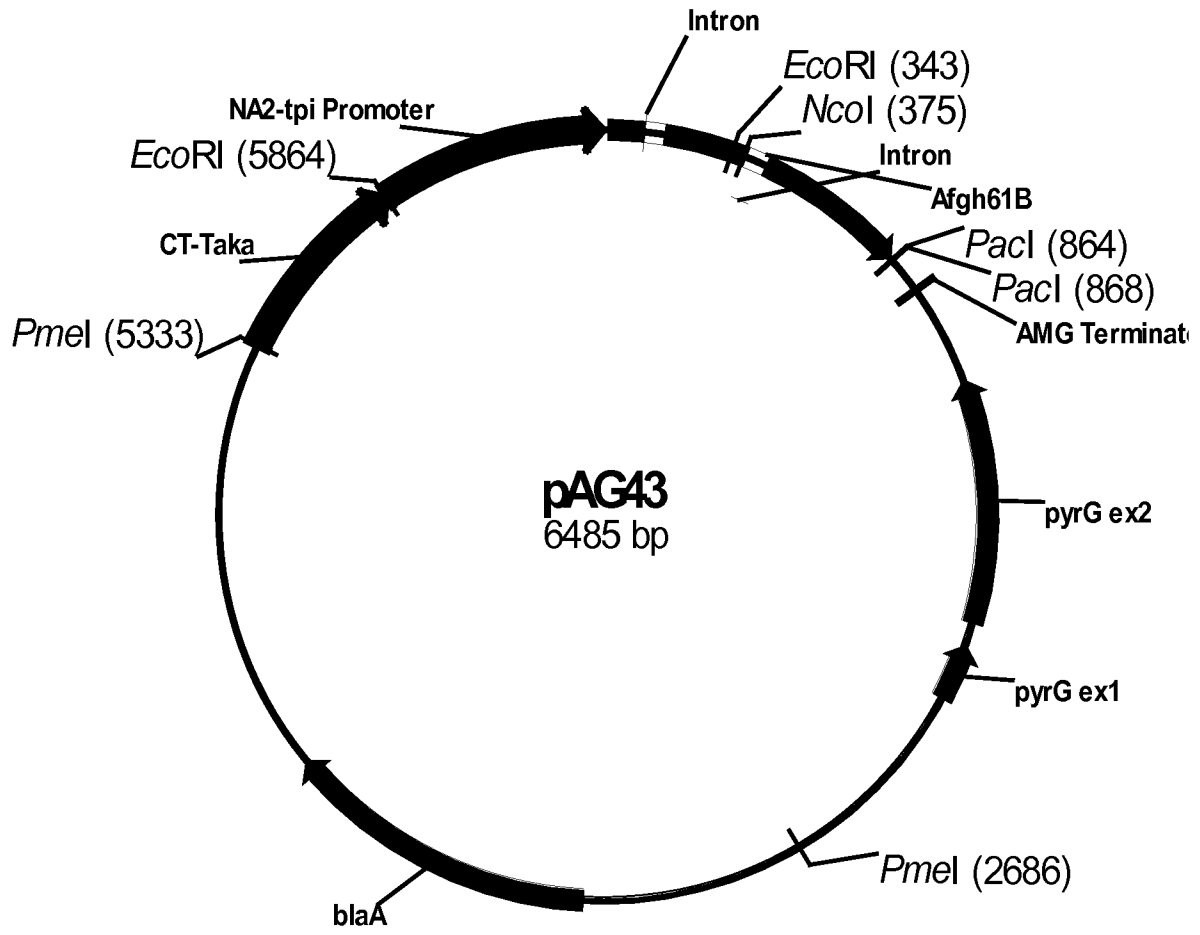 Intron
EcoRI (343)
NcoI (375)
NA2-tpi Promoter
EcoRI (5864)
Intron
Afgh61B
CT-Taka
PacI (864)
PacI (868)
PmeI (5333)
AMG Terminat
pAG43
6485 bp
pyrG ex2
pyrG ex1
PmeI (2686)
blaA